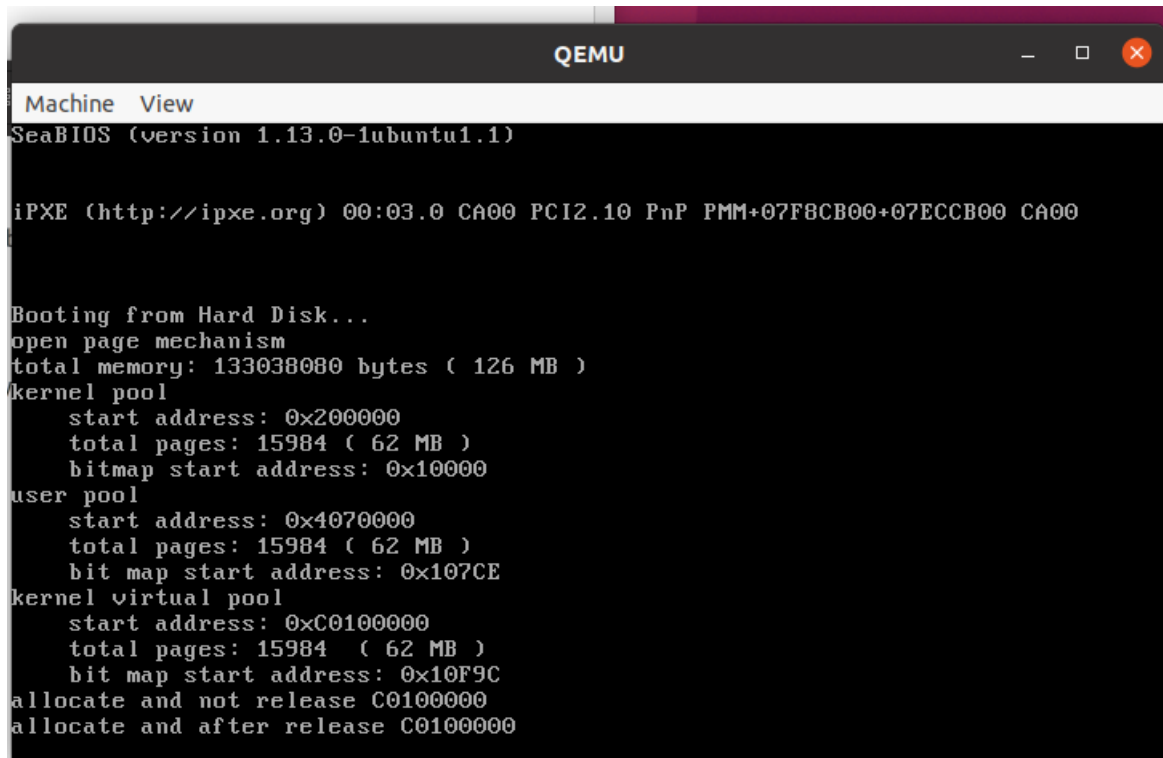 QEMU
Machine View
SeaBIOS (version 1.13.0-1ubuntu1.1)
iPXE (http://ipxe.org) 00:03.0 CA00 PCI2.10 PnP PMM+07F8CB00+07ECCB00 CA00
Booting from Hard Disk...
open page mechanism
total memory: 133038080 bytes ( 126 MB )
kernel pool
    start address: 0x200000
    total pages: 15984 ( 62 MB )
    bitmap start address: 0x10000
user pool
    start address: 0x4070000
    total pages: 15984 ( 62 MB )
    bit map start address: 0x107CE
kernel virtual pool
    start address: 0xC0100000
    total pages: 15984  ( 62 MB )
    bit map start address: 0x10F9C
allocate and not release C0100000
allocate and after release C0100000